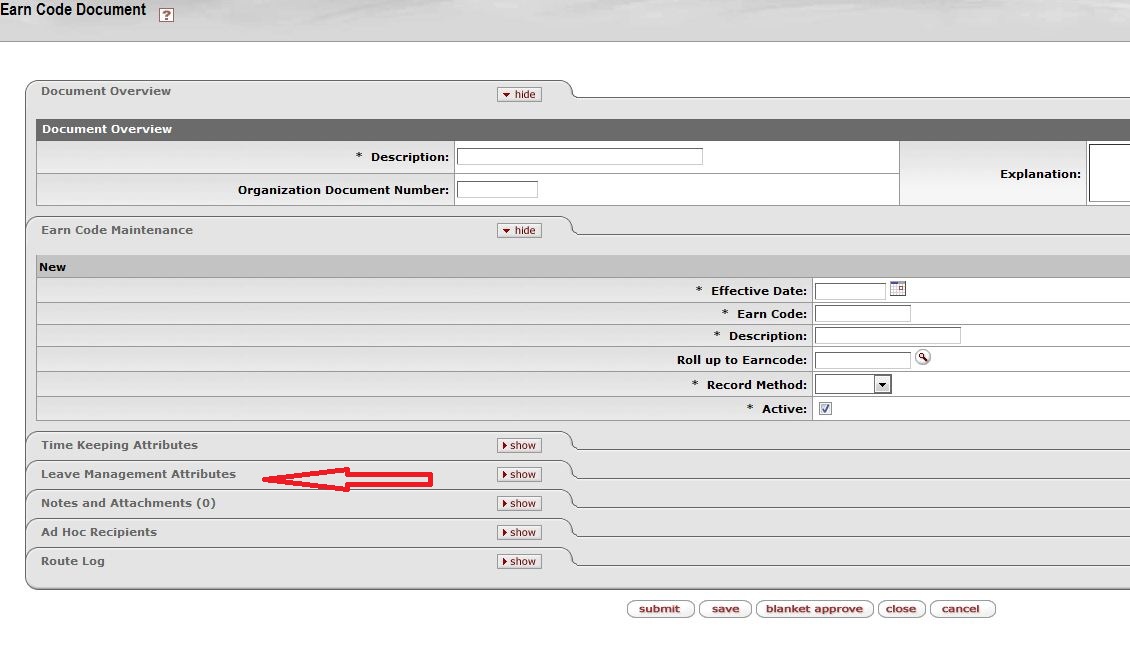 Earn Code Document ?
Document Overview hide
Document Overview
* Description:
Explanation:
Organization Document Number:
Earn Code Maintenance hide
New
* Effective Date:
* Earn Code:
* Description:
Roll up to Earncode:
* Record Method:
* Active:
Time Keeping Attributes show
Leave Management Attributes show
Notes and Attachments (0) show
Ad Hoc Recipients show
Route Log show
submit save blanket approve close cancel